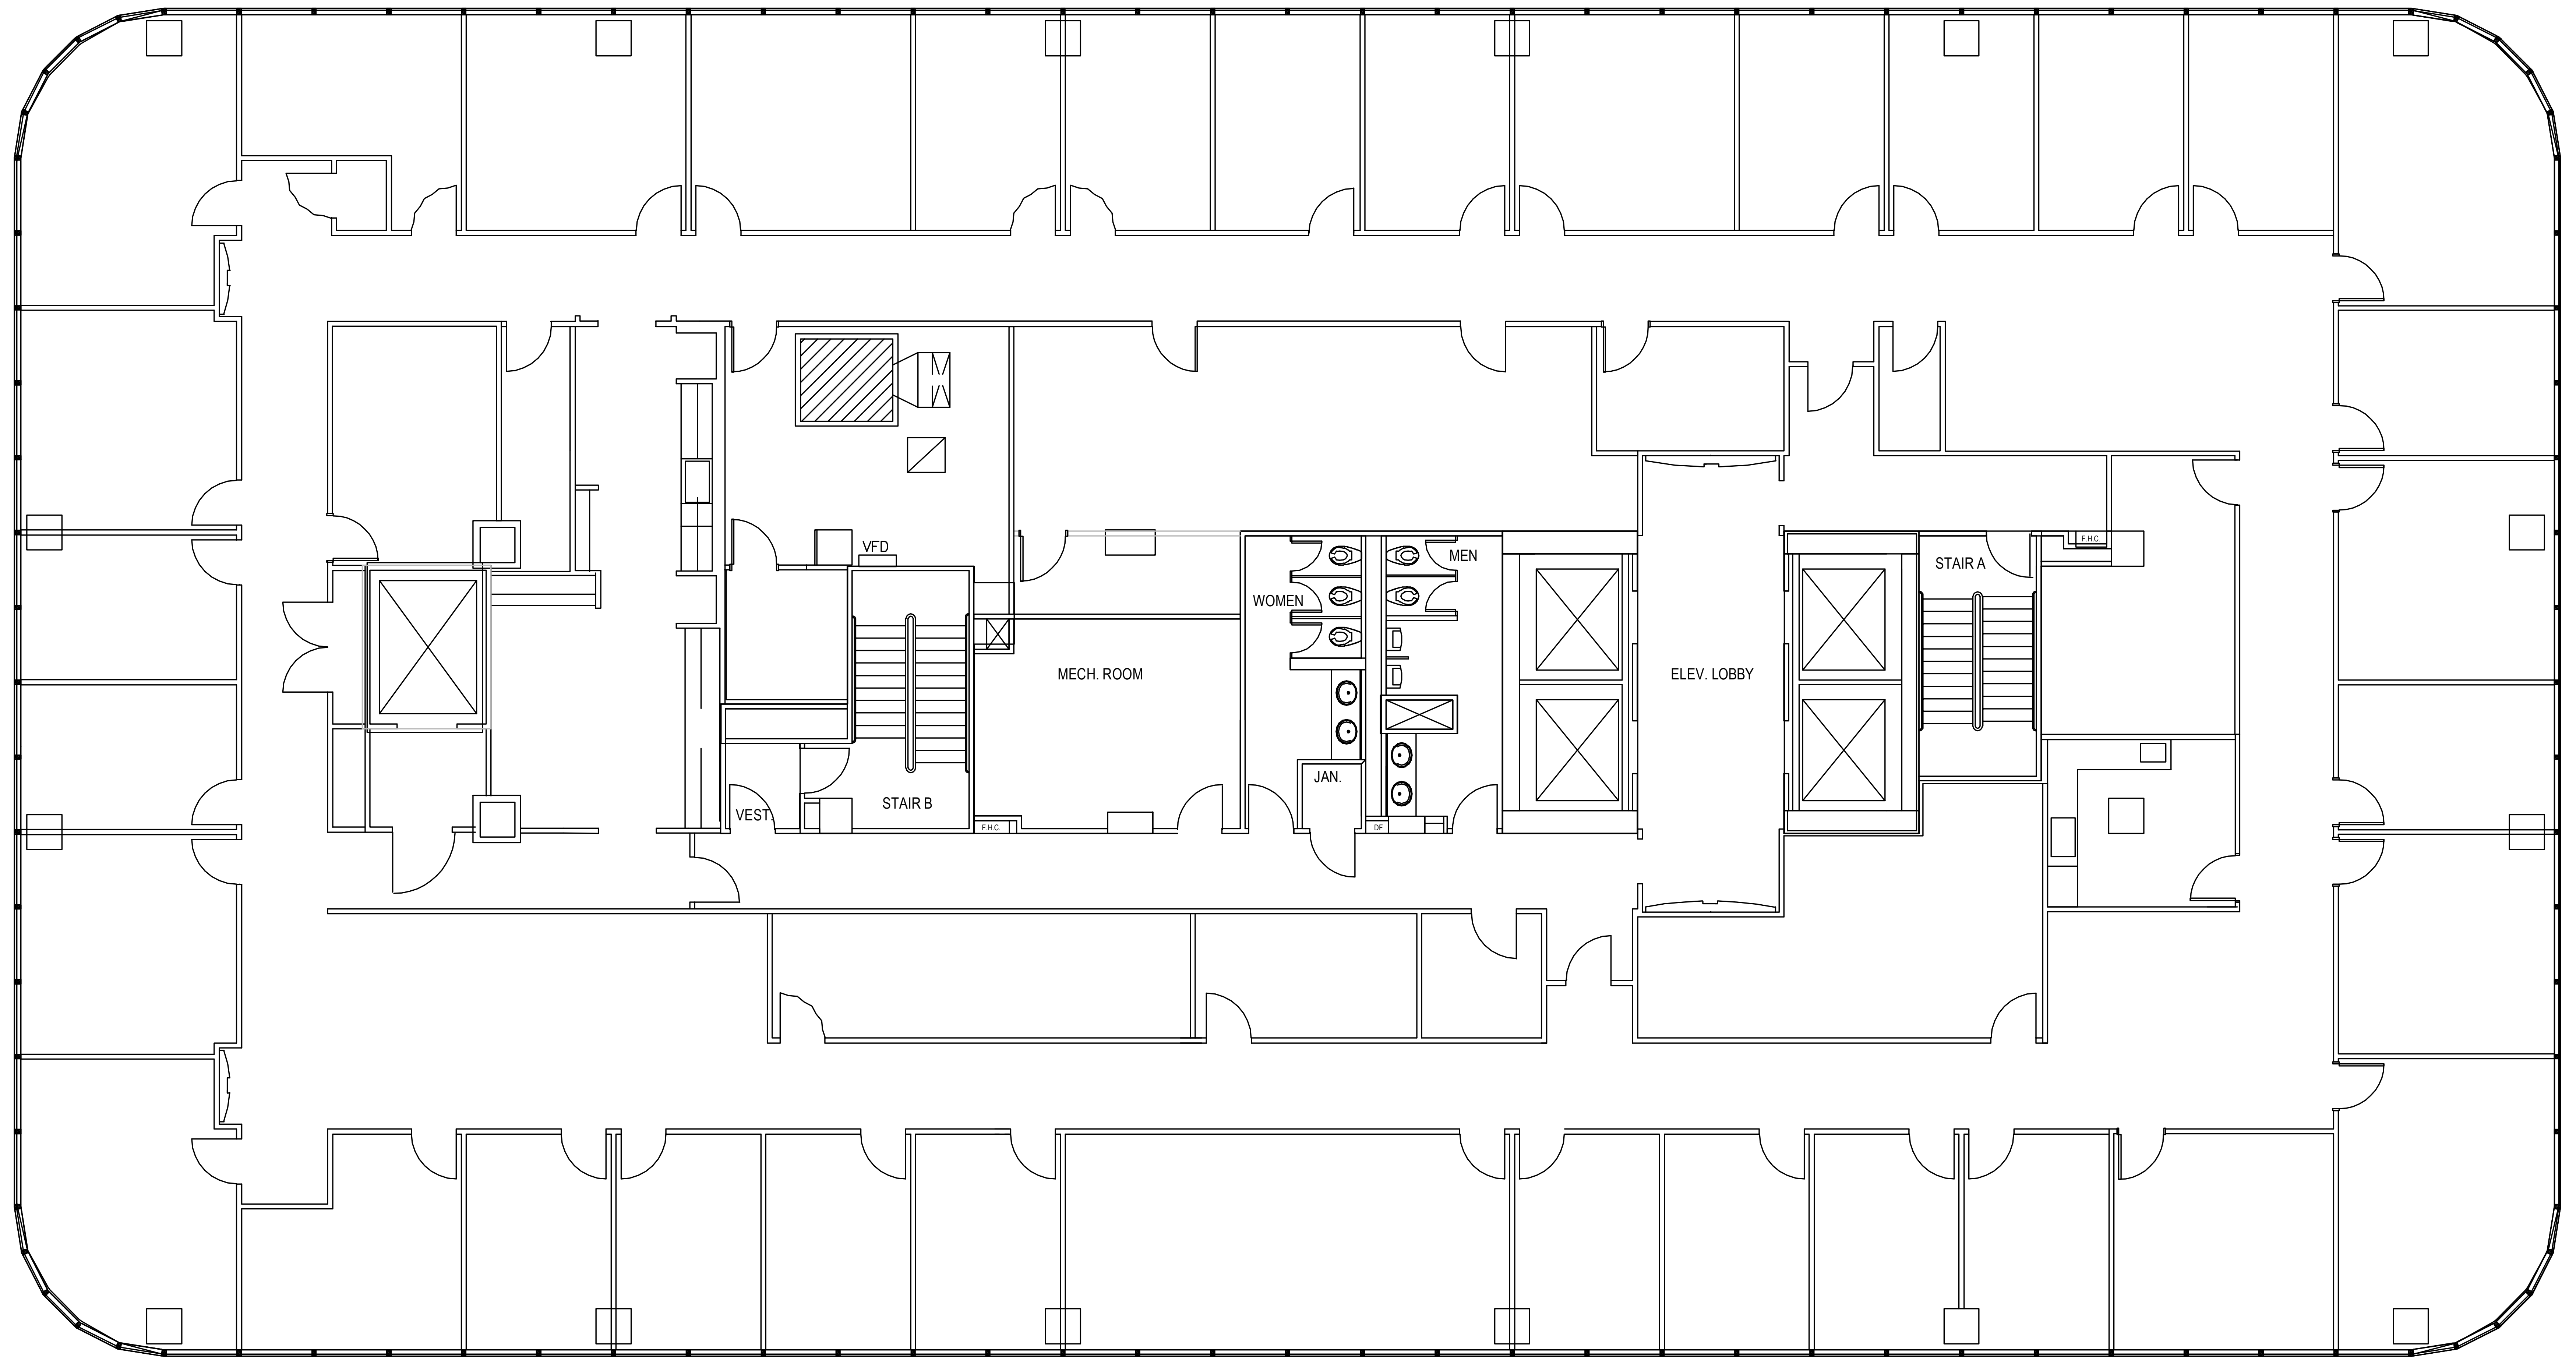 VFD
MEN
F.H.C.
STAIR A
WOMEN
MECH. ROOM
ELEV. LOBBY
JAN.
STAIR B
VEST.
F.H.C.
DF